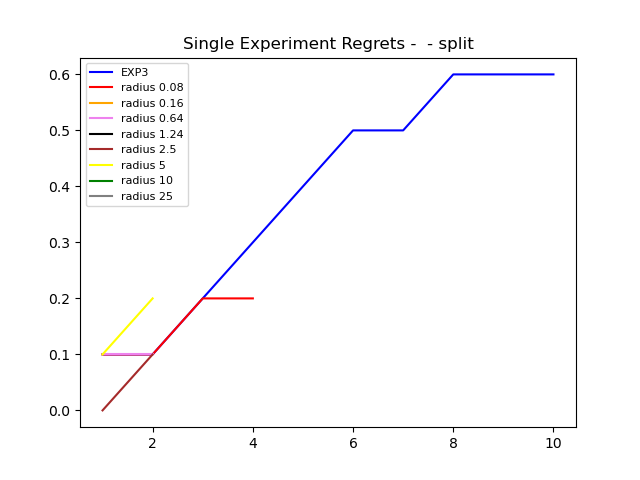 Single Experiment Regrets -  - split
EXP3
radius 0.08
radius 0.16
radius 0.64
radius 1.24
radius 2.5
radius 5
radius 10
radius 25
0.6
0.5
0.4
0.3
0.2
0.1
0.0
2 4 6 8 10